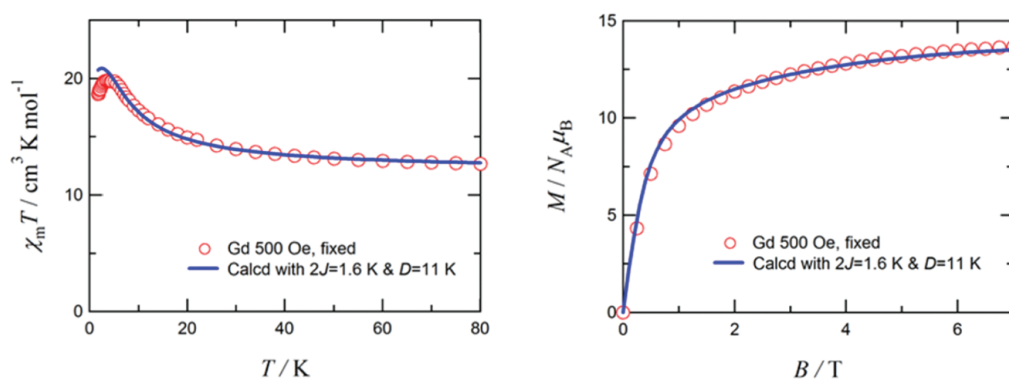 20
10
0
χmT / cm³ K mol⁻¹
Gd 500 Oe, fixed
Calcd with 2J=1.6 K & D=11 K
0 20 40 60 80
T / K
15
10
5
0
M / NAμB
Gd 500 Oe, fixed
Calcd with 2J=1.6 K & D=11 K
0 2 4 6
B / T